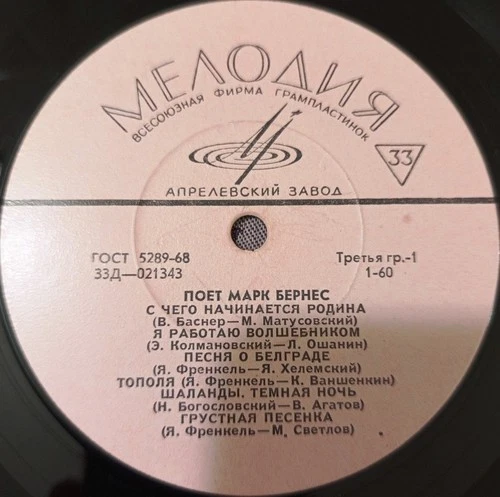 МЕЛОДИЯ
ВСЕСОЮЗНАЯ ФИРМА ГРАМПЛАСТИНОК
33
АПРЕЛЕВСКИЙ ЗАВОД
ГОСТ 5289-68 Третья гр.-1
33Д—021343 1-60
ПОЕТ МАРК БЕРНЕС
С ЧЕГО НАЧИНАЕТСЯ РОДИНА
(В. Баснер—М. Матусовский)
Я РАБОТАЮ ВОЛШЕБНИКОМ
(Э. Колмановский—Л. Ошанин)
ПЕСНЯ О БЕЛГРАДЕ
(Я. Френкель—Я. Хелемский)
ТОПОЛЯ (Я. Френкель—К. Ваншенкин)
ШАЛАНДЫ. ТЕМНАЯ НОЧЬ
(Н. Богословский—В. Агатов)
ГРУСТНАЯ ПЕСЕНКА
(Я. Френкель—М. Светлов)